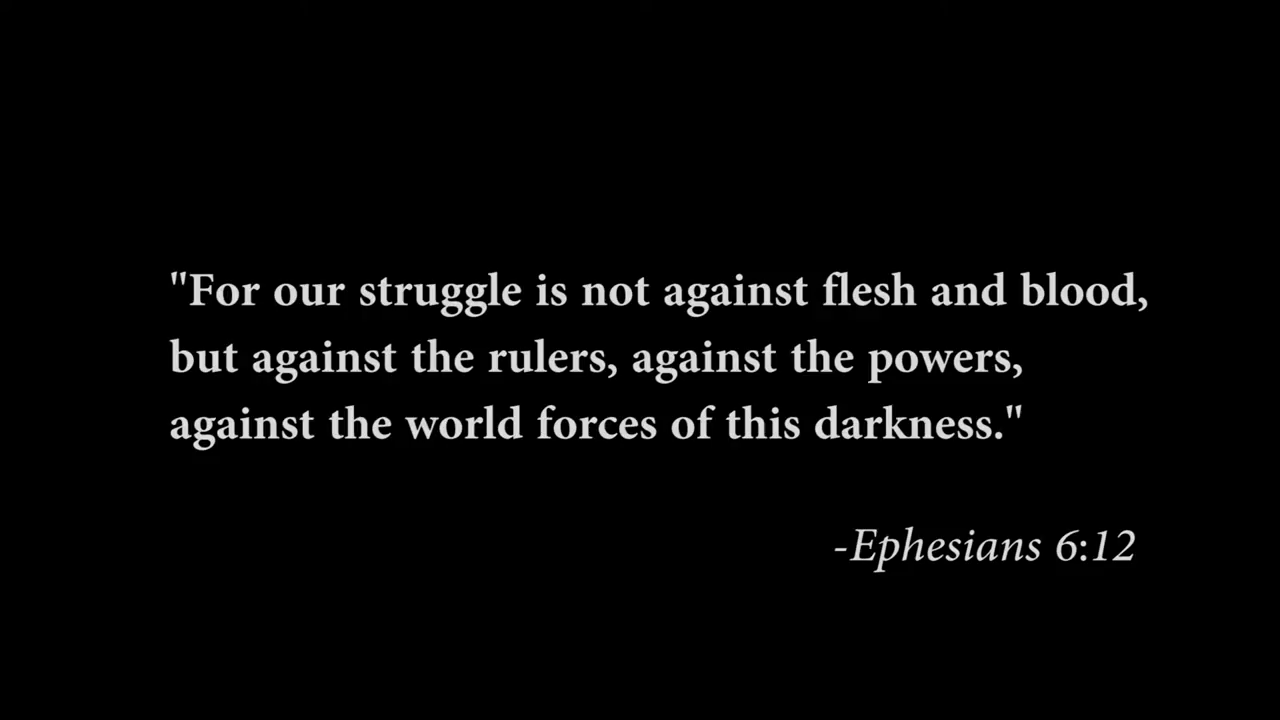 "For our struggle is not against flesh and blood,
but against the rulers, against the powers,
against the world forces of this darkness."
-Ephesians 6:12